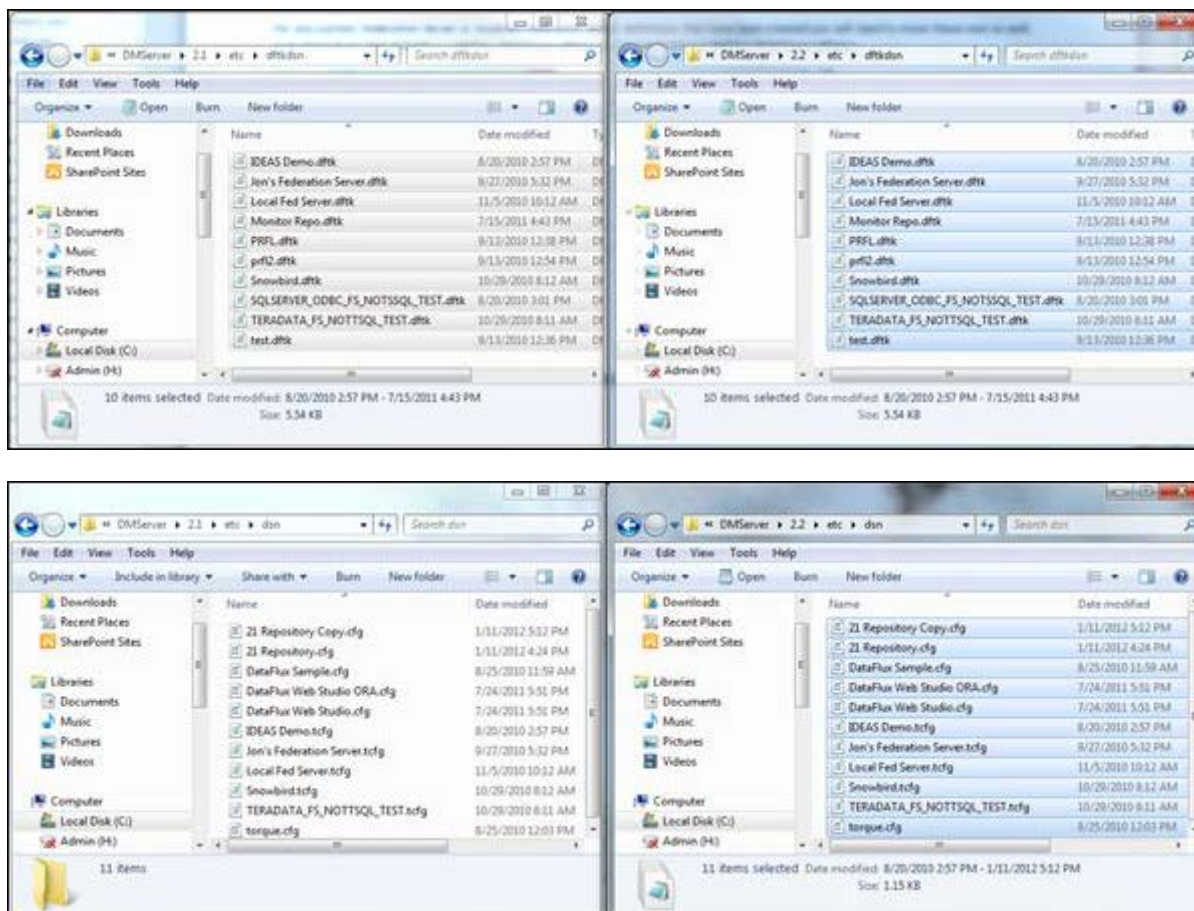 DMServer ▸ 2.1 ▸ etc ▸ dftkdsn Search dftkdsn
File Edit View Tools Help
Organize Open Burn New folder
Downloads
Recent Places
SharePoint Sites
Libraries
Documents
Music
Pictures
Videos
Computer
Local Disk (C:)
Admin (H:)
Name Date modified
IDEAS Demo.dftk 8/20/2010 2:57 PM
Jon's Federation Server.dftk 9/27/2010 5:32 PM
Local Fed Server.dftk 11/5/2010 10:12 AM
Monitor Repo.dftk 7/15/2011 4:43 PM
PRFL.dftk 9/13/2010 12:38 PM
prfl2.dftk 9/13/2010 12:54 PM
Snowbird.dftk 10/29/2010 8:12 AM
SQLSERVER_ODBC_FS_NOTSSQL_TEST.dftk 8/20/2010 3:01 PM
TERADATA_FS_NOTTSQL_TEST.dftk 10/29/2010 8:11 AM
test.dftk 9/13/2010 12:36 PM
10 items selected Date modified: 8/20/2010 2:57 PM - 7/15/2011 4:43 PM
Size: 5.54 KB
DMServer ▸ 2.2 ▸ etc ▸ dftkdsn Search dftkdsn
File Edit View Tools Help
Organize Open Burn New folder
Downloads
Recent Places
SharePoint Sites
Libraries
Documents
Music
Pictures
Videos
Computer
Local Disk (C:)
Admin (H:)
Name Date modified
IDEAS Demo.dftk 8/20/2010 2:57 PM
Jon's Federation Server.dftk 9/27/2010 5:32 PM
Local Fed Server.dftk 11/5/2010 10:12 AM
Monitor Repo.dftk 7/15/2011 4:43 PM
PRFL.dftk 9/13/2010 12:38 PM
prfl2.dftk 9/13/2010 12:54 PM
Snowbird.dftk 10/29/2010 8:12 AM
SQLSERVER_ODBC_FS_NOTSSQL_TEST.dftk 8/20/2010 3:01 PM
TERADATA_FS_NOTTSQL_TEST.dftk 10/29/2010 8:11 AM
test.dftk 9/13/2010 12:36 PM
10 items selected Date modified: 8/20/2010 2:57 PM - 7/15/2011 4:43 PM
Size: 5.54 KB
DMServer ▸ 2.1 ▸ etc ▸ dsn Search dsn
File Edit View Tools Help
Organize Include in library Share with Burn New folder
Downloads
Recent Places
SharePoint Sites
Libraries
Documents
Music
Pictures
Videos
Computer
Local Disk (C:)
Admin (H:)
Name Date modified
21 Repository Copy.cfg 1/11/2012 5:12 PM
21 Repository.cfg 1/11/2012 4:24 PM
DataFlux Sample.cfg 8/25/2010 11:59 AM
DataFlux Web Studio ORA.cfg 7/24/2011 5:51 PM
DataFlux Web Studio.cfg 7/24/2011 5:51 PM
IDEAS Demo.tcfg 8/20/2010 2:57 PM
Jon's Federation Server.tcfg 9/27/2010 5:32 PM
Local Fed Server.tcfg 11/5/2010 10:12 AM
Snowbird.tcfg 10/29/2010 8:12 AM
TERADATA_FS_NOTTSQL_TEST.tcfg 10/29/2010 8:11 AM
torque.cfg 8/25/2010 12:03 PM
11 items
DMServer ▸ 2.2 ▸ etc ▸ dsn Search dsn
File Edit View Tools Help
Organize Open Burn New folder
Downloads
Recent Places
SharePoint Sites
Libraries
Documents
Music
Pictures
Videos
Computer
Local Disk (C:)
Admin (H:)
Name Date modified
21 Repository Copy.cfg 1/11/2012 5:12 PM
21 Repository.cfg 1/11/2012 4:24 PM
DataFlux Sample.cfg 8/25/2010 11:59 AM
DataFlux Web Studio ORA.cfg 7/24/2011 5:51 PM
DataFlux Web Studio.cfg 7/24/2011 5:51 PM
IDEAS Demo.tcfg 8/20/2010 2:57 PM
Jon's Federation Server.tcfg 9/27/2010 5:32 PM
Local Fed Server.tcfg 11/5/2010 10:12 AM
Snowbird.tcfg 10/29/2010 8:12 AM
TERADATA_FS_NOTTSQL_TEST.tcfg 10/29/2010 8:11 AM
torque.cfg 8/25/2010 12:03 PM
11 items selected Date modified: 8/20/2010 2:57 PM - 1/11/2012 5:12 PM
Size: 1.15 KB